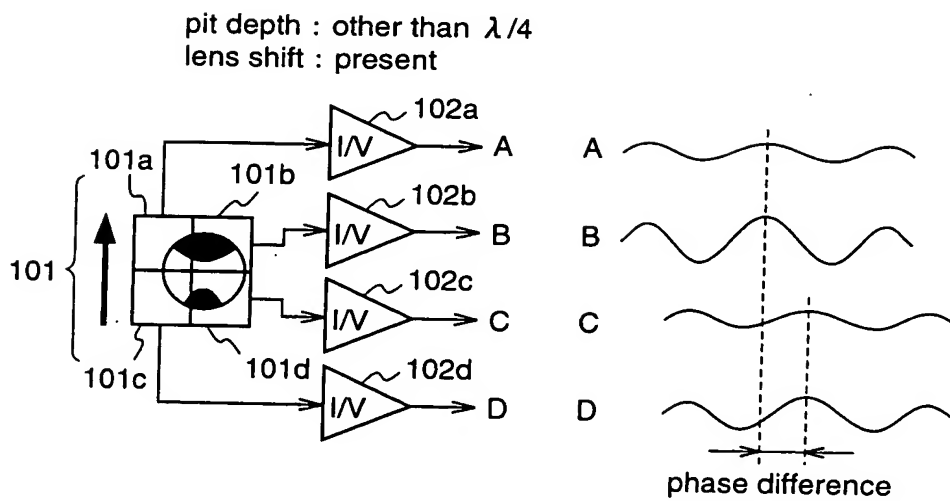 pit depth : other than λ/4
lens shift : present
102a
I/V
A
A
101a
101b
102b
I/V
B
B
101
102c
I/V
C
C
101c
101d
102d
I/V
D
D
phase difference